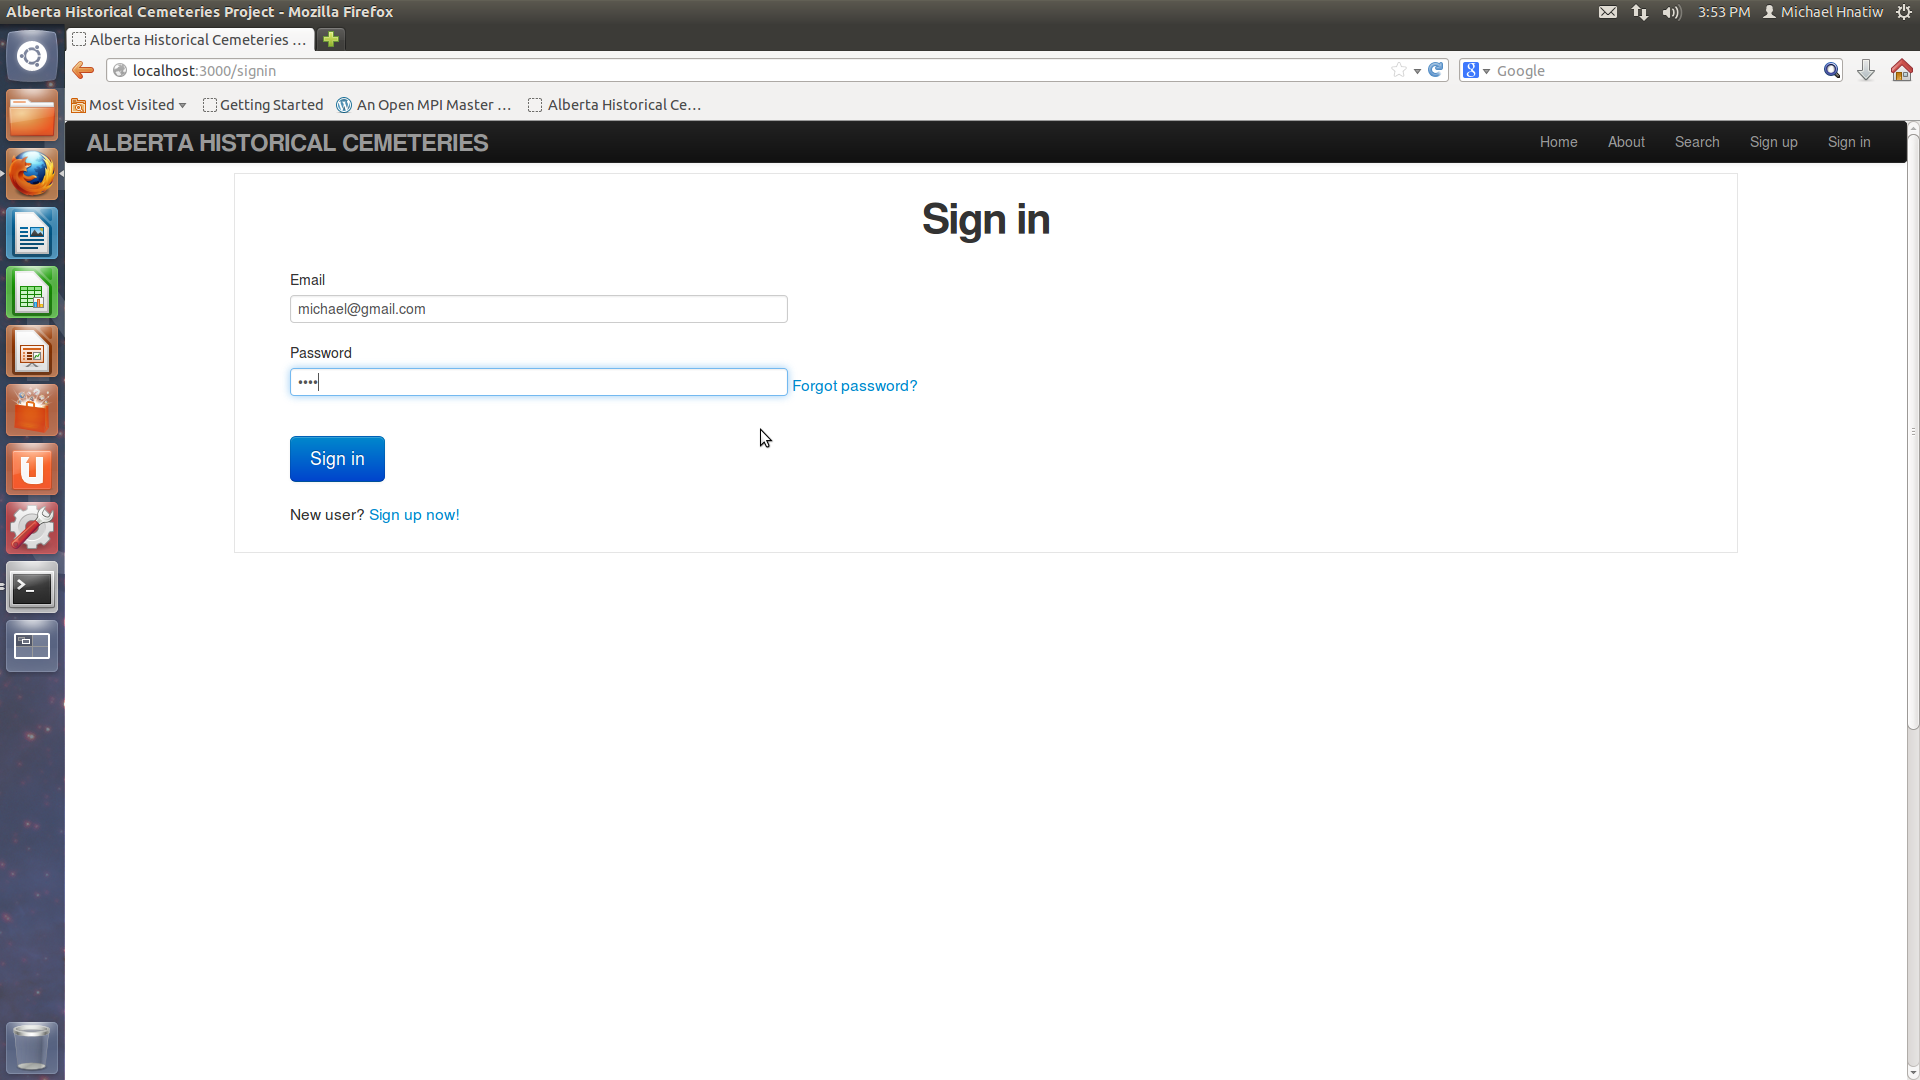 Alberta Historical Cemeteries Project - Mozilla Firefox
3:53 PM Michael Hnatiw
Alberta Historical Cemeteries ...
localhost:3000/signin
Google
Most Visited
Getting Started
An Open MPI Master ...
Alberta Historical Ce...
ALBERTA HISTORICAL CEMETERIES
Home About Search Sign up Sign in
Sign in
Email
michael@gmail.com
Password
••••
Forgot password?
Sign in
New user? Sign up now!